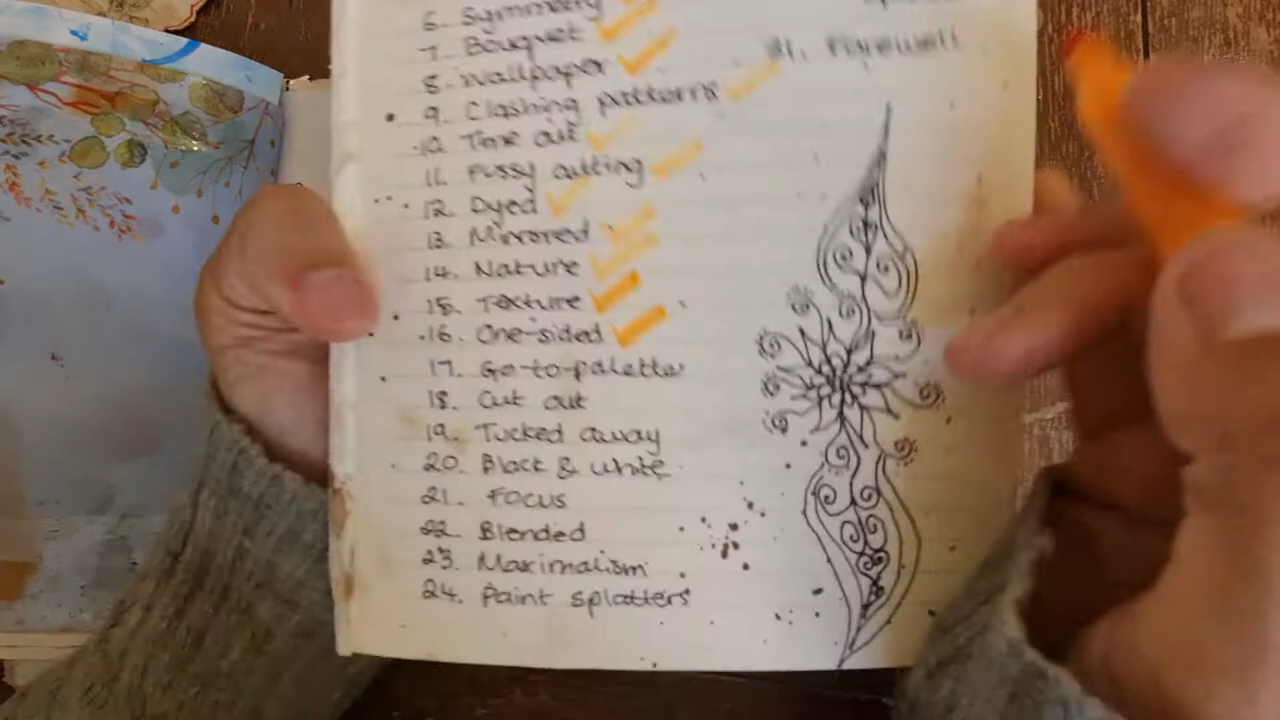 6. Symmetry
7. Bouquet
8. Wallpaper
9. Clashing patterns
10. Time out
11. Fussy cutting
12. Dyed
13. Mirrored
14. Nature
15. Texture
16. One-sided
17. Go-to-palette
18. Cut out
19. Tucked away
20. Black & white
21. Focus
22. Blended
23. Maximalism
24. Paint splatters
31. Farewell